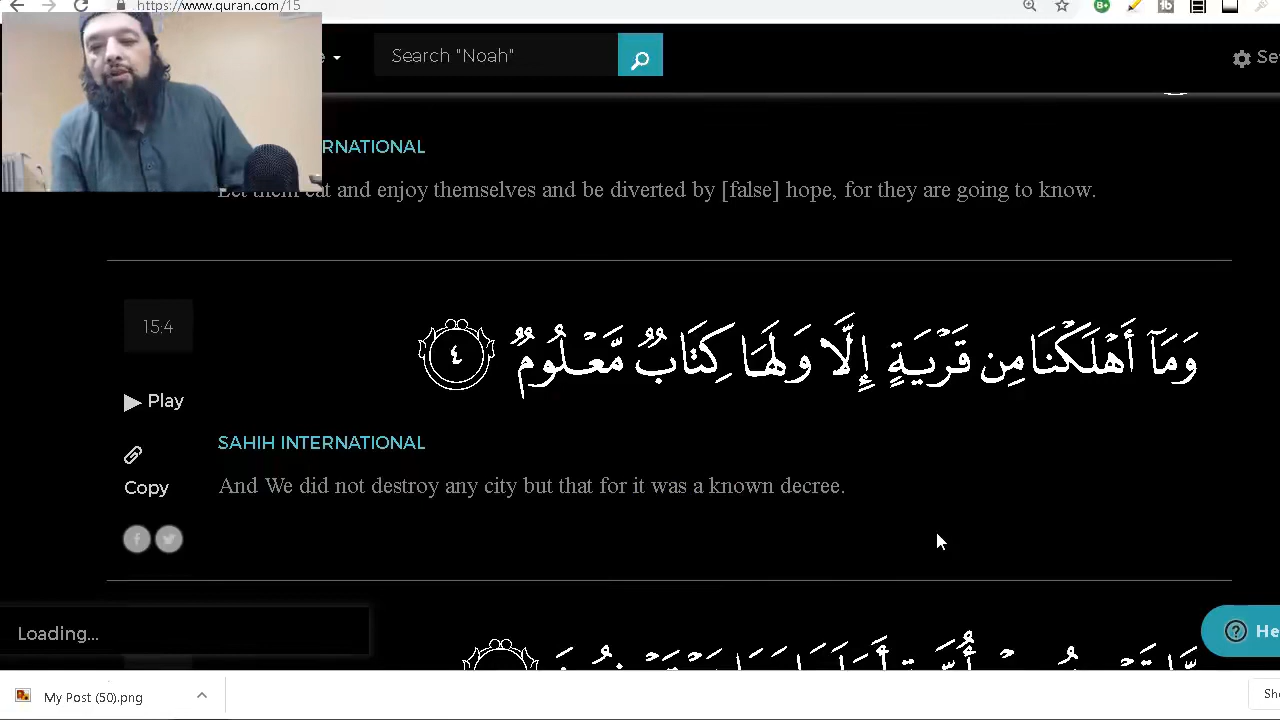 https://www.quran.com/15
Search "Noah"
RNATIONAL
Let them eat and enjoy themselves and be diverted by [false] hope, for they are going to know.
15:4
وَمَآ أَهْلَكْنَا مِن قَرْيَةٍ إِلَّا وَلَهَا كِتَابٌ مَّعْلُومٌ ٤
Play
SAHIH INTERNATIONAL
Copy
And We did not destroy any city but that for it was a known decree.
Loading...
He
My Post (50).png